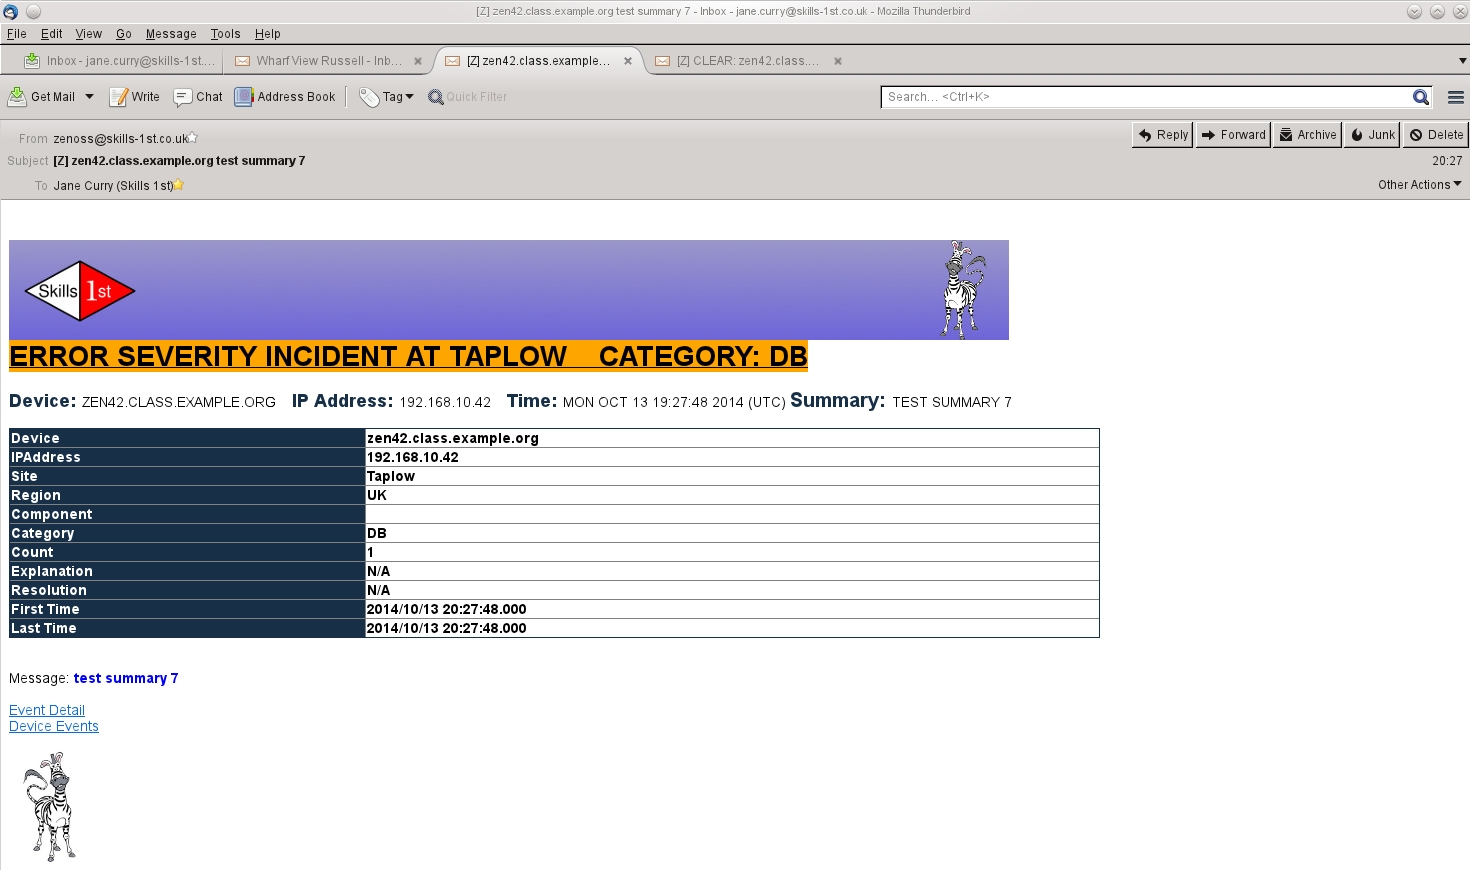 [Z] zen42.class.example.org test summary 7 - Inbox - jane.curry@skills-1st.co.uk - Mozilla Thunderbird
File Edit View Go Message Tools Help
Inbox - jane.curry@skills-1st.... Wharf View Russell - Inb... [Z] zen42.class.example... [Z] CLEAR: zen42.class....
Get Mail Write Chat Address Book Tag Quick Filter Search... <Ctrl+K>
From zenoss@skills-1st.co.uk Reply Forward Archive Junk Delete
Subject [Z] zen42.class.example.org test summary 7 20:27
To Jane Curry (Skills 1st) Other Actions
Skills 1st
ERROR SEVERITY INCIDENT AT TAPLOW CATEGORY: DB
Device: ZEN42.CLASS.EXAMPLE.ORG IP Address: 192.168.10.42 Time: MON OCT 13 19:27:48 2014 (UTC) Summary: TEST SUMMARY 7
Device zen42.class.example.org
IPAddress 192.168.10.42
Site Taplow
Region UK
Component
Category DB
Count 1
Explanation N/A
Resolution N/A
First Time 2014/10/13 20:27:48.000
Last Time 2014/10/13 20:27:48.000
Message: test summary 7
Event Detail
Device Events